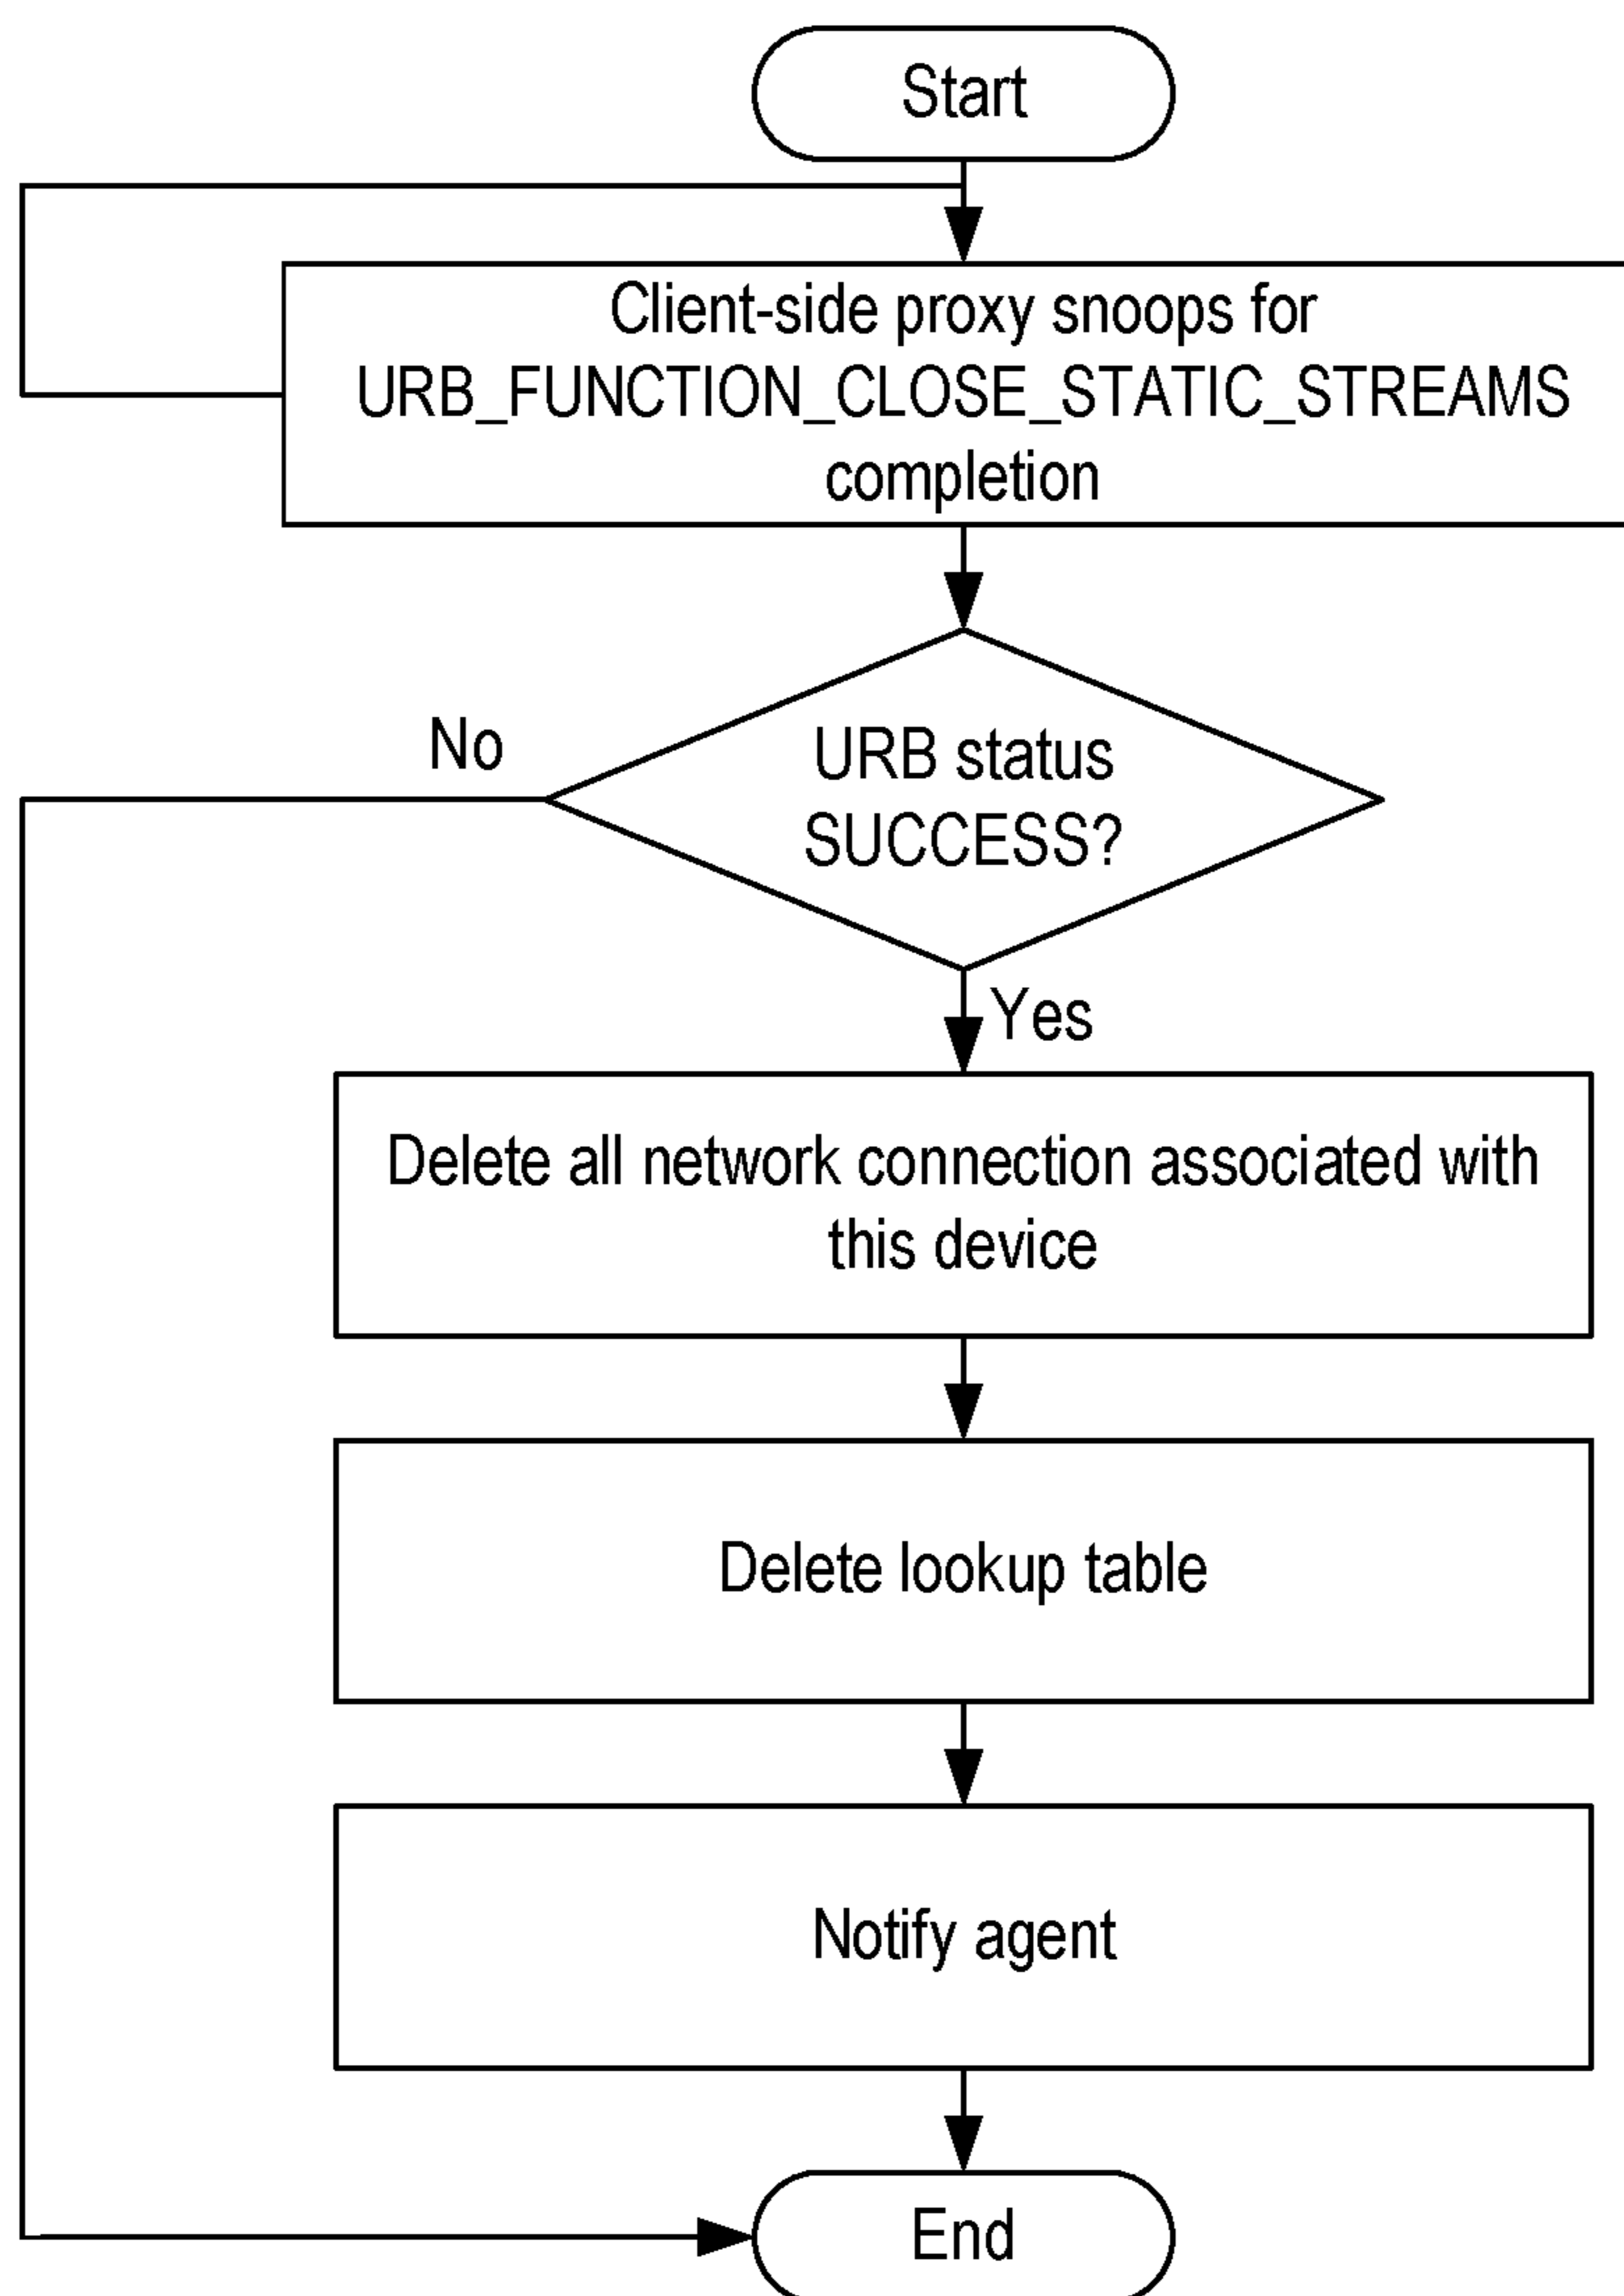 Start
Client-side proxy snoops for
URB_FUNCTION_CLOSE_STATIC_STREAMS
completion
No
URB status
SUCCESS?
Yes
Delete all network connection associated with
this device
Delete lookup table
Notify agent
End